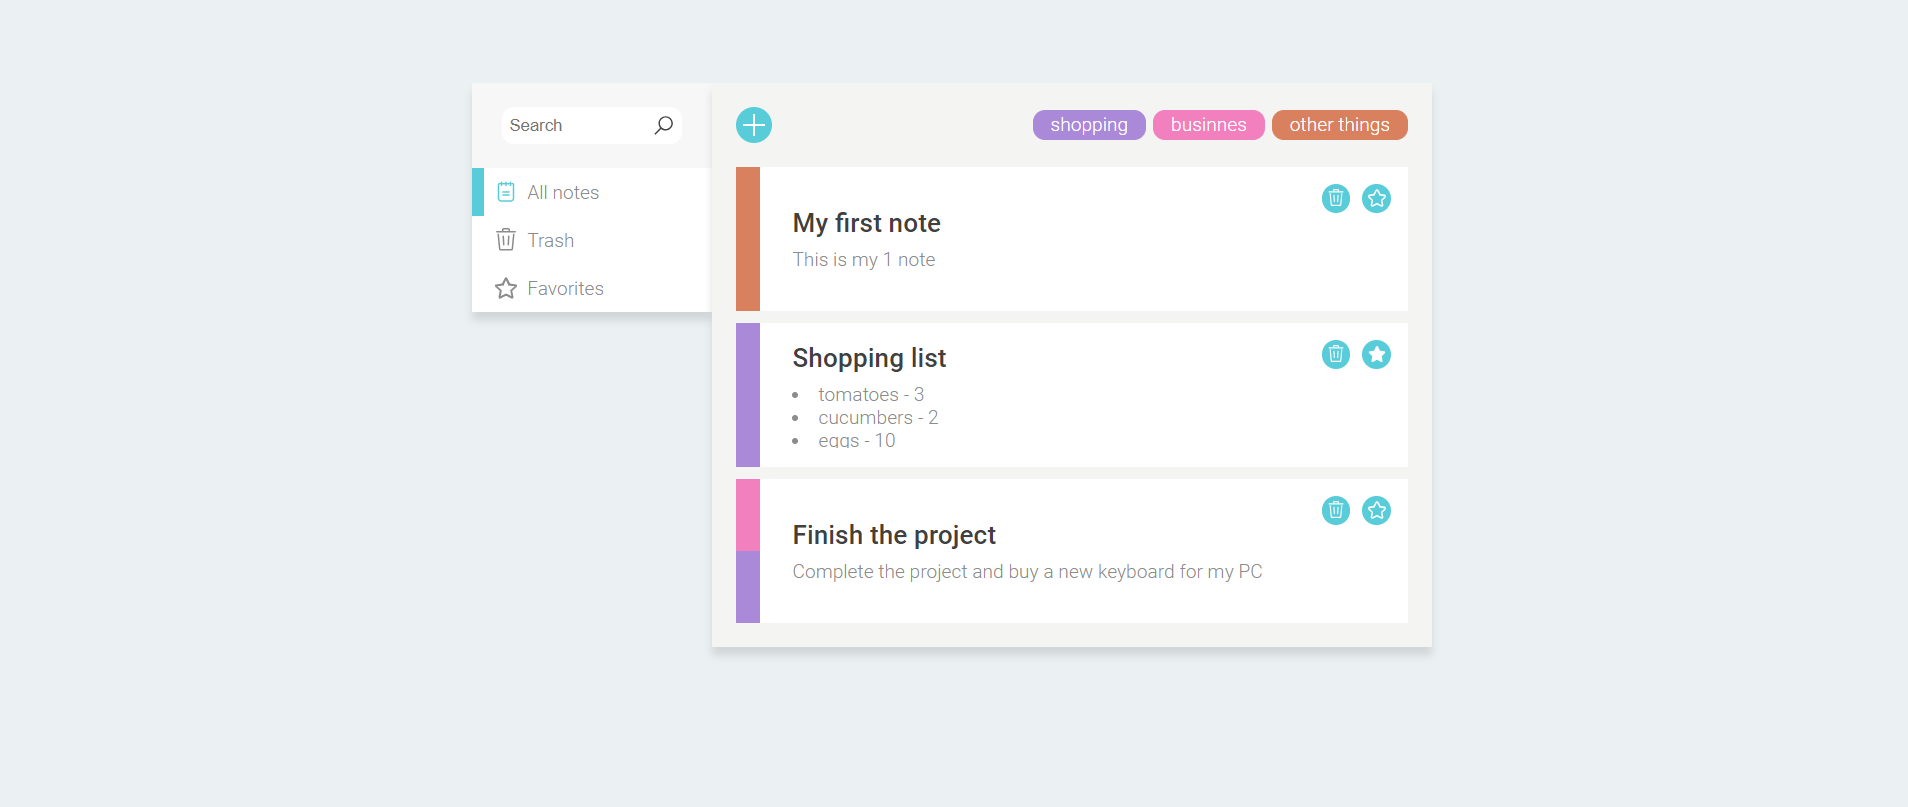 Search
All notes
Trash
Favorites
shopping
businnes
other things
My first note
This is my 1 note
Shopping list
tomatoes - 3
cucumbers - 2
eggs - 10
Finish the project
Complete the project and buy a new keyboard for my PC